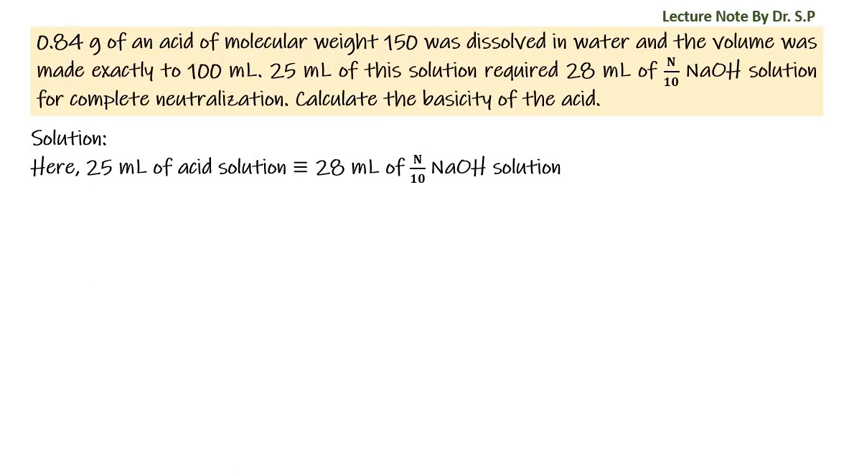 Lecture Note By Dr. S.P
0.84 g of an acid of molecular weight 150 was dissolved in water and the volume was
made exactly to 100 mL. 25 mL of this solution required 28 mL of N/10 NaOH solution
for complete neutralization. Calculate the basicity of the acid.
Solution:
Here, 25 mL of acid solution ≡ 28 mL of N/10 NaOH solution